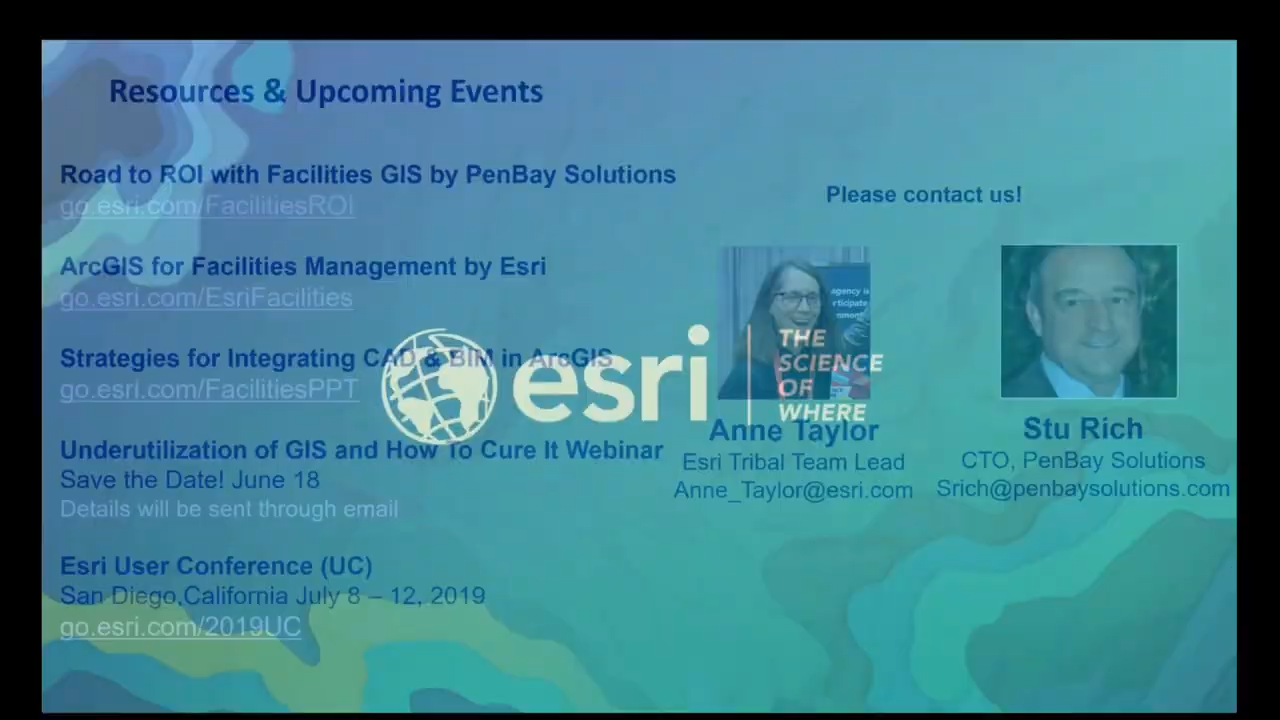 Resources & Upcoming Events
Road to ROI with Facilities GIS by PenBay Solutions
go.esri.com/FacilitiesROI
ArcGIS for Facilities Management by Esri
go.esri.com/EsriFacilities
Strategies for Integrating CAD & BIM in ArcGIS
go.esri.com/FacilitiesPPT
Underutilization of GIS and How To Cure It Webinar
Save the Date! June 18
Details will be sent through email
Esri User Conference (UC)
San Diego,California July 8 – 12, 2019
go.esri.com/2019UC
Please contact us!
agency is
rticipate
Anne Taylor
Esri Tribal Team Lead
Anne_Taylor@esri.com
Stu Rich
CTO, PenBay Solutions
Srich@penbaysolutions.com
esri
THE
SCIENCE
OF
WHERE